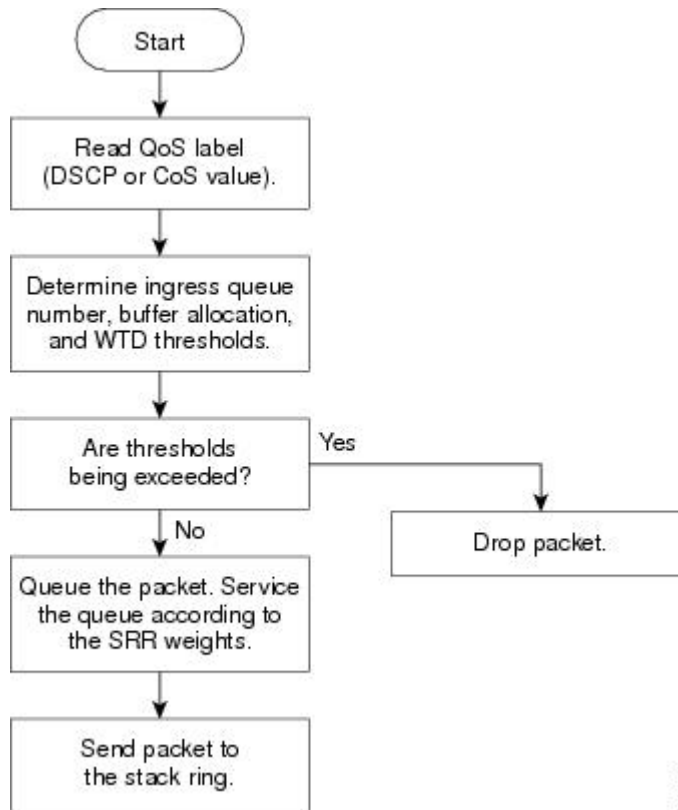 Start
Read QoS label
(DSCP or CoS value).
Determine ingress queue
number, buffer allocation,
and WTD thresholds.
Are thresholds
being exceeded?
Yes
No
Drop packet.
Queue the packet. Service
the queue according to
the SRR weights.
Send packet to
the stack ring.